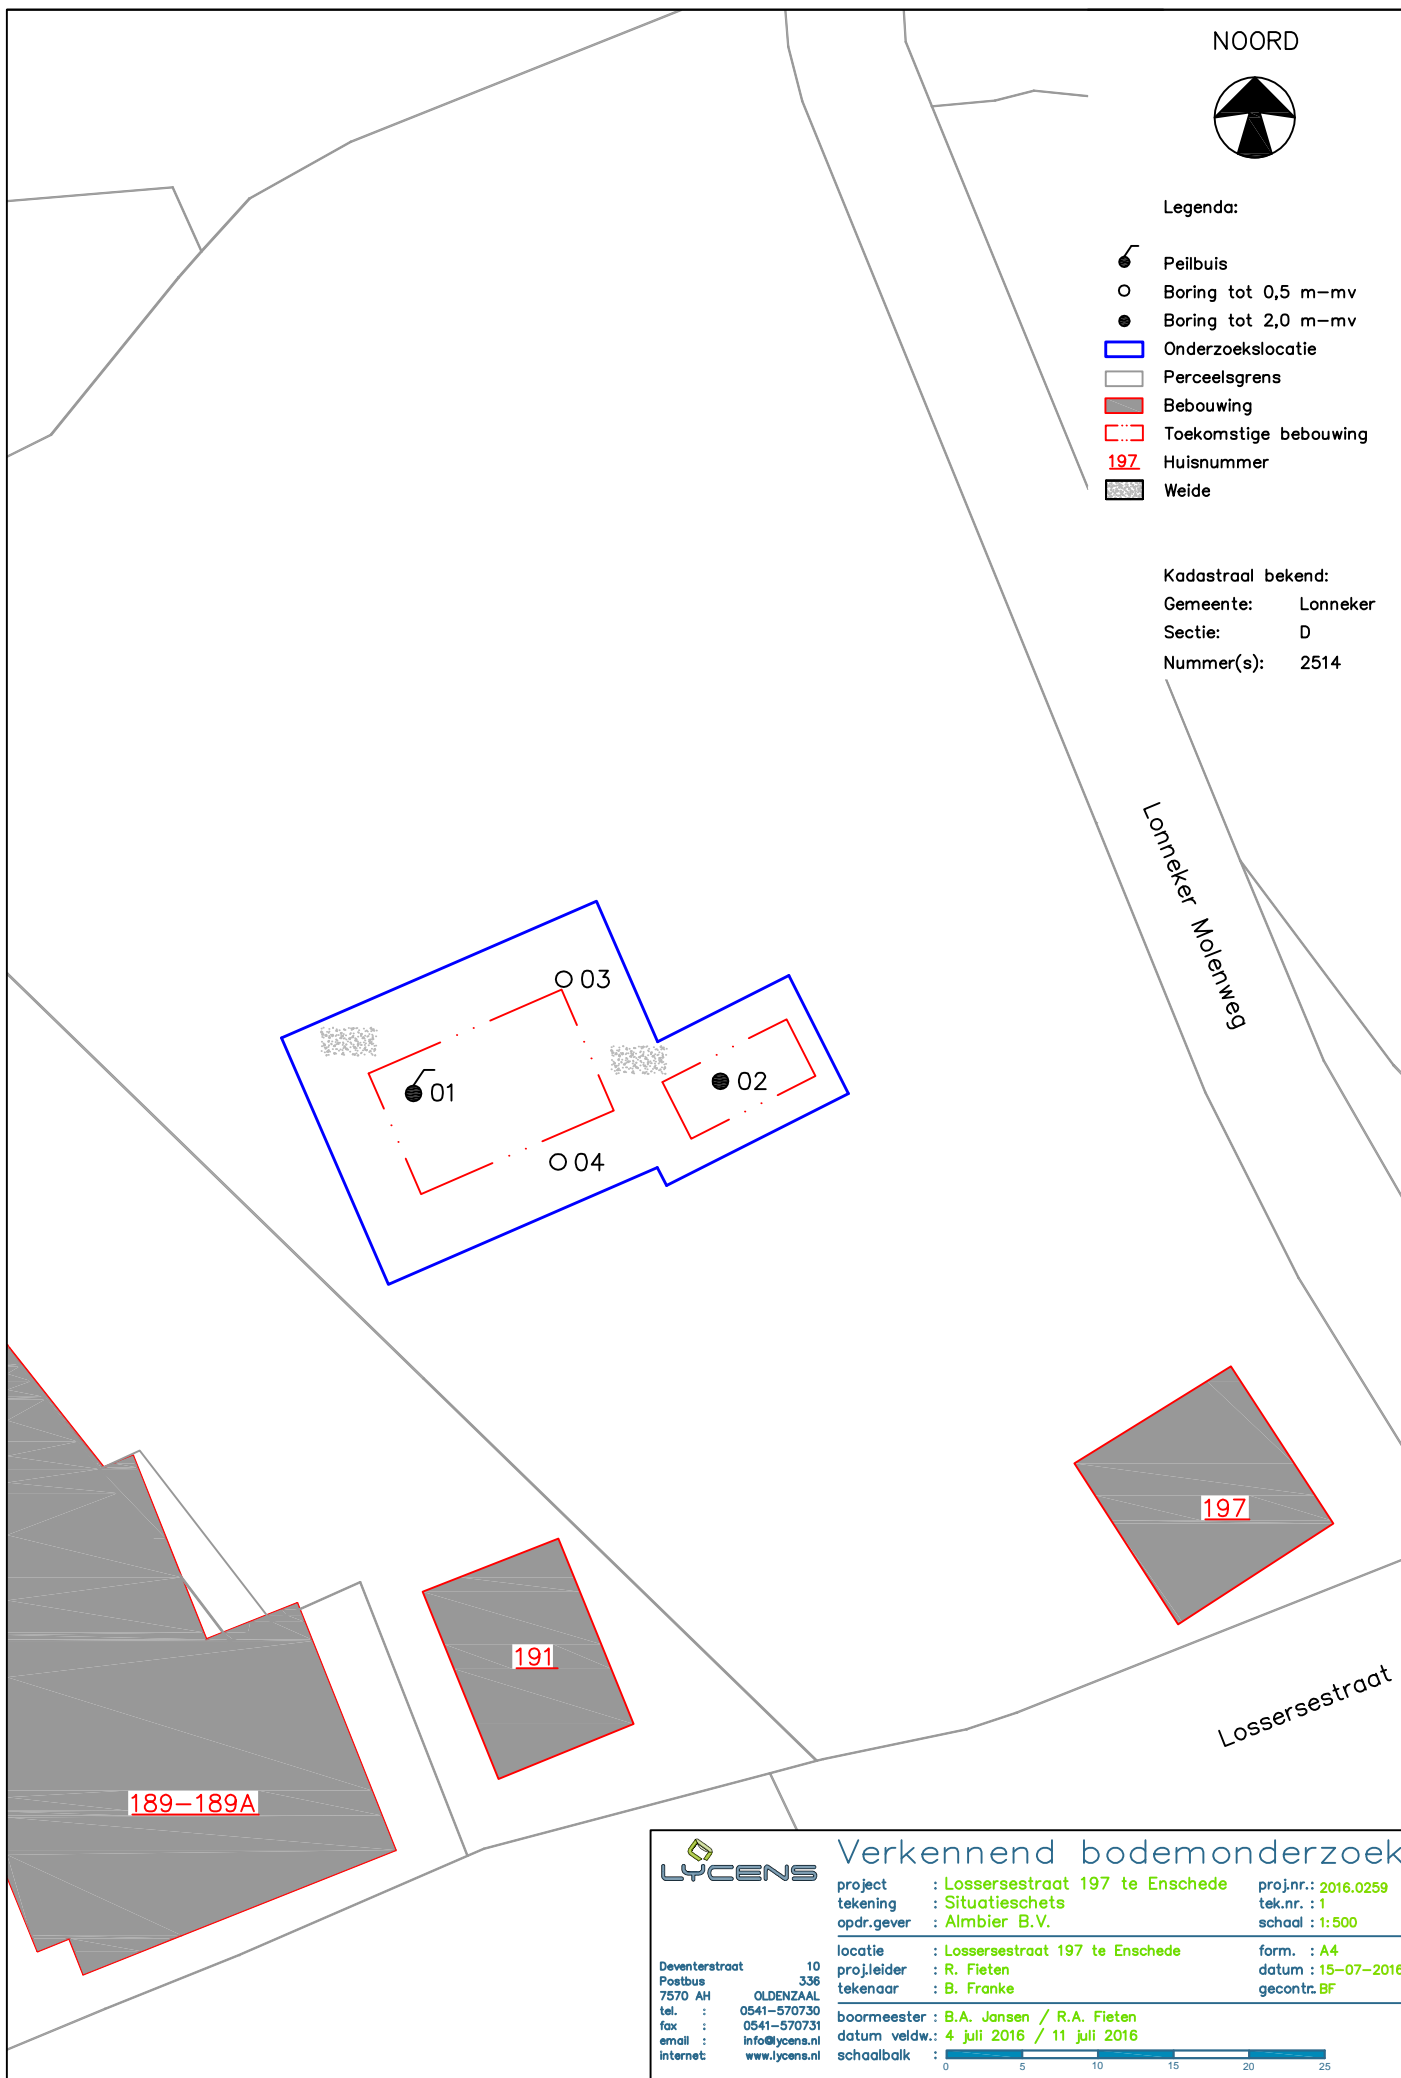 NOORD
Legenda:
Peilbuis
Boring tot 0,5 m-mv
Boring tot 2,0 m-mv
Onderzoekslocatie
Perceelsgrens
Bebouwing
Toekomstige bebouwing
197 Huisnummer
Weide
Kadastraal bekend:
Gemeente: Lonneker
Sectie: D
Nummer(s): 2514
Lonneker Molenweg
03
01
02
04
197
191
189-189A
Lossersestraat
LYCENS
Verkennend bodemonderzoek
project : Lossersestraat 197 te Enschede proj.nr.: 2016.0259
tekening : Situatieschets tek.nr. : 1
opdr.gever : Almbier B.V. schaal : 1:500
locatie : Lossersestraat 197 te Enschede form. : A4
proj.leider : R. Fieten datum : 15-07-2016
tekenaar : B. Franke gecontr.: BF
boormeester : B.A. Jansen / R.A. Fieten
datum veldw.: 4 juli 2016 / 11 juli 2016
schaalbalk :
0 5 10 15 20 25
Deventerstraat 10
Postbus 336
7570 AH OLDENZAAL
tel. : 0541-570730
fax : 0541-570731
email : info@lycens.nl
internet: www.lycens.nl